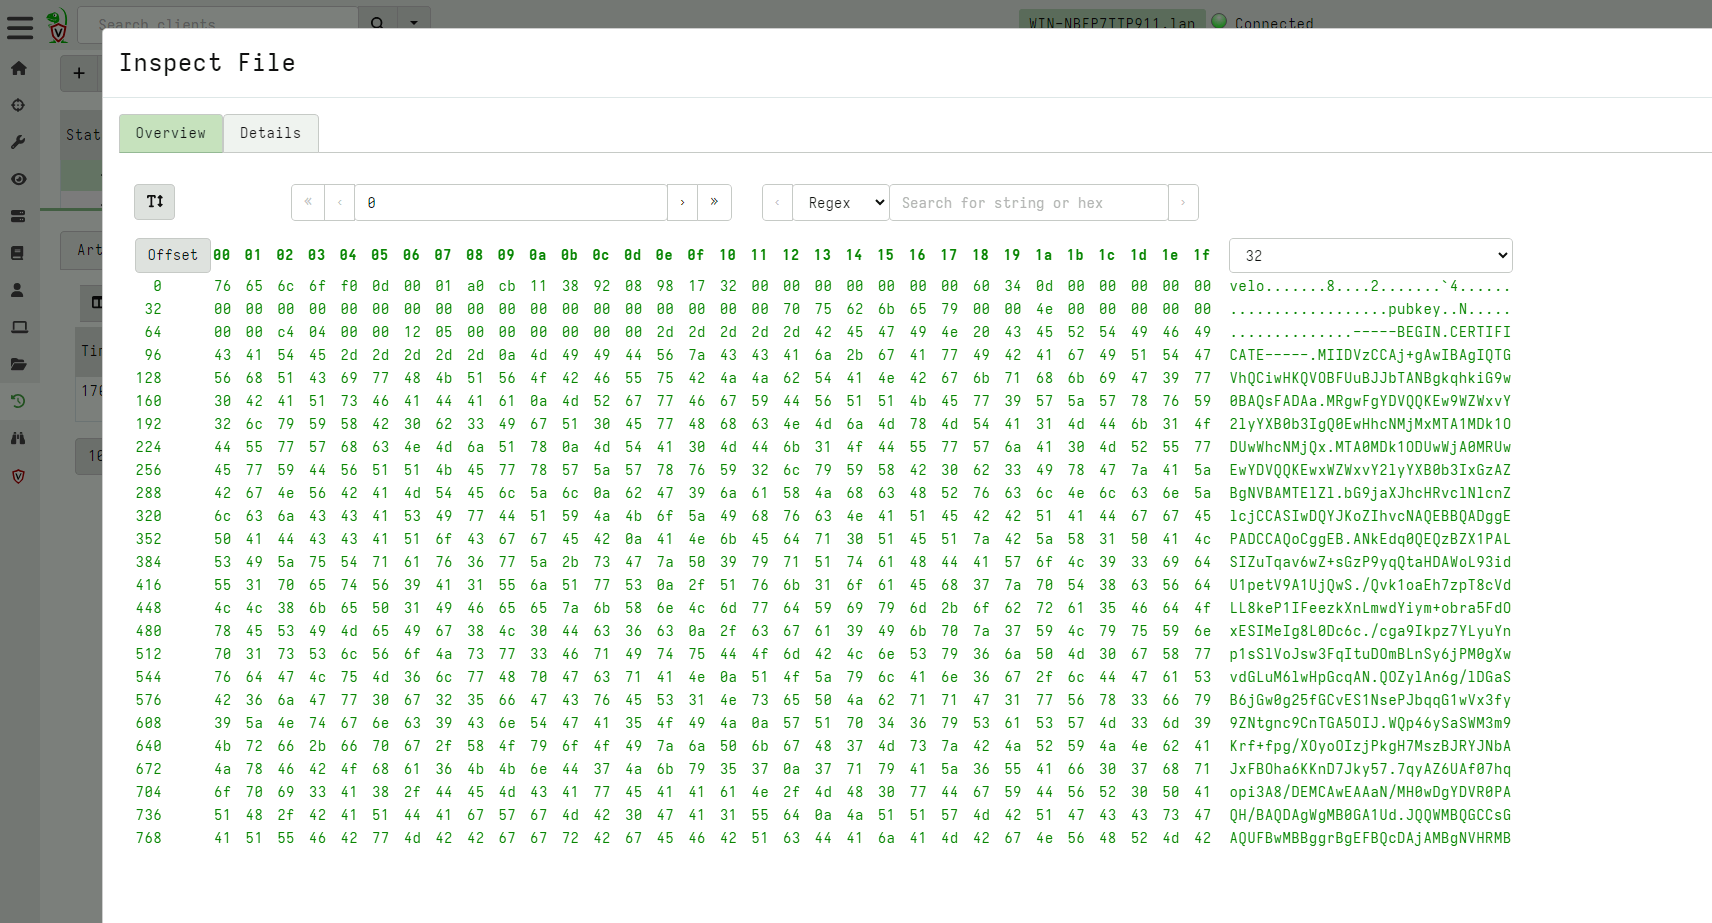 Search clients
WIN-NBFP7TTP911.lan Connected
Inspect File
Overview Details
Stat
T↕ « ‹ 0 › » ‹ Regex Search for string or hex ›
Art
Offset 00 01 02 03 04 05 06 07 08 09 0a 0b 0c 0d 0e 0f 10 11 12 13 14 15 16 17 18 19 1a 1b 1c 1d 1e 1f 32
0 76 65 6c 6f f0 0d 00 01 a0 cb 11 38 92 08 98 17 32 00 00 00 00 00 00 00 60 34 0d 00 00 00 00 00 velo.......8....2.......`4......
32 00 00 00 00 00 00 00 00 00 00 00 00 00 00 00 00 00 00 70 75 62 6b 65 79 00 00 4e 00 00 00 00 00 ..................pubkey..N.....
64 00 00 c4 04 00 00 12 05 00 00 00 00 00 00 2d 2d 2d 2d 2d 42 45 47 49 4e 20 43 45 52 54 49 46 49 ..............-----BEGIN.CERTIFI
96 43 41 54 45 2d 2d 2d 2d 2d 0a 4d 49 49 44 56 7a 43 43 41 6a 2b 67 41 77 49 42 41 67 49 51 54 47 CATE-----.MIIDVzCCAj+gAwIBAgIQTG
128 56 68 51 43 69 77 48 4b 51 56 4f 42 46 55 75 42 4a 4a 62 54 41 4e 42 67 6b 71 68 6b 69 47 39 77 VhQCiwHKQVOBFUuBJJbTANBgkqhkiG9w
160 30 42 41 51 73 46 41 44 41 61 0a 4d 52 67 77 46 67 59 44 56 51 51 4b 45 77 39 57 5a 57 78 76 59 0BAQsFADAa.MRgwFgYDVQQKEw9WZWxvY
192 32 6c 79 59 58 42 30 62 33 49 67 51 30 45 77 48 68 63 4e 4d 6a 4d 78 4d 54 41 31 4d 44 6b 31 4f 2lyYXB0b3IgQ0EwHhcNMjMxMTA1MDk1O
224 44 55 77 57 68 63 4e 4d 6a 51 78 0a 4d 54 41 30 4d 44 6b 31 4f 44 55 77 57 6a 41 30 4d 52 55 77 DUwWhcNMjQx.MTA0MDk1ODUwWjA0MRUw
256 45 77 59 44 56 51 51 4b 45 77 78 57 5a 57 78 76 59 32 6c 79 59 58 42 30 62 33 49 78 47 7a 41 5a EwYDVQQKEwxWZWxvY2lyYXB0b3IxGzAZ
288 42 67 4e 56 42 41 4d 54 45 6c 5a 6c 0a 62 47 39 6a 61 58 4a 68 63 48 52 76 63 6c 4e 6c 63 6e 5a BgNVBAMTElZl.bG9jaXJhcHRvclNlcnZ
320 6c 63 6a 43 43 41 53 49 77 44 51 59 4a 4b 6f 5a 49 68 76 63 4e 41 51 45 42 42 51 41 44 67 67 45 lcjCCASIwDQYJKoZIhvcNAQEBBQADggE
352 50 41 44 43 43 41 51 6f 43 67 67 45 42 0a 41 4e 6b 45 64 71 30 51 45 51 7a 42 5a 58 31 50 41 4c PADCCAQoCggEB.ANkEdq0QEQzBZX1PAL
384 53 49 5a 75 54 71 61 76 36 77 5a 2b 73 47 7a 50 39 79 71 51 74 61 48 44 41 57 6f 4c 39 33 69 64 SIZuTqav6wZ+sGzP9yqQtaHDAWoL93id
416 55 31 70 65 74 56 39 41 31 55 6a 51 77 53 0a 2f 51 76 6b 31 6f 61 45 68 37 7a 70 54 38 63 56 64 U1petV9A1UjQwS./Qvk1oaEh7zpT8cVd
448 4c 4c 38 6b 65 50 31 49 46 65 65 7a 6b 58 6e 4c 6d 77 64 59 69 79 6d 2b 6f 62 72 61 35 46 64 4f LL8keP1IFeezkXnLmwdYiym+obra5FdO
480 78 45 53 49 4d 65 49 67 38 4c 30 44 63 36 63 0a 2f 63 67 61 39 49 6b 70 7a 37 59 4c 79 75 59 6e xESIMeIg8L0Dc6c./cga9Ikpz7YLyuYn
512 70 31 73 53 6c 56 6f 4a 73 77 33 46 71 49 74 75 44 4f 6d 42 4c 6e 53 79 36 6a 50 4d 30 67 58 77 p1sSlVoJsw3FqItuDOmBLnSy6jPM0gXw
544 76 64 47 4c 75 4d 36 6c 77 48 70 47 63 71 41 4e 0a 51 4f 5a 79 6c 41 6e 36 67 2f 6c 44 47 61 53 vdGLuM6lwHpGcqAN.QOZylAn6g/lDGaS
576 42 36 6a 47 77 30 67 32 35 66 47 43 76 45 53 31 4e 73 65 50 4a 62 71 71 47 31 77 56 78 33 66 79 B6jGw0g25fGCvES1NsePJbqqG1wVx3fy
608 39 5a 4e 74 67 6e 63 39 43 6e 54 47 41 35 4f 49 4a 0a 57 51 70 34 36 79 53 61 53 57 4d 33 6d 39 9ZNtgnc9CnTGA5OIJ.WQp46ySaSWM3m9
640 4b 72 66 2b 66 70 67 2f 58 4f 79 6f 4f 49 7a 6a 50 6b 67 48 37 4d 73 7a 42 4a 52 59 4a 4e 62 41 Krf+fpg/XOyoOIzjPkgH7MszBJRYJNbA
672 4a 78 46 42 4f 68 61 36 4b 4b 6e 44 37 4a 6b 79 35 37 0a 37 71 79 41 5a 36 55 41 66 30 37 68 71 JxFBOha6KKnD7Jky57.7qyAZ6UAf07hq
704 6f 70 69 33 41 38 2f 44 45 4d 43 41 77 45 41 41 61 4e 2f 4d 48 30 77 44 67 59 44 56 52 30 50 41 opi3A8/DEMCAwEAAaN/MH0wDgYDVR0PA
736 51 48 2f 42 41 51 44 41 67 57 67 4d 42 30 47 41 31 55 64 0a 4a 51 51 57 4d 42 51 47 43 43 73 47 QH/BAQDAgWgMB0GA1Ud.JQQWMBQGCCsG
768 41 51 55 46 42 77 4d 42 42 67 67 72 42 67 45 46 42 51 63 44 41 6a 41 4d 42 67 4e 56 48 52 4d 42 AQUFBwMBBggrBgEFBQcDAjAMBgNVHRMB
Tin
170
10